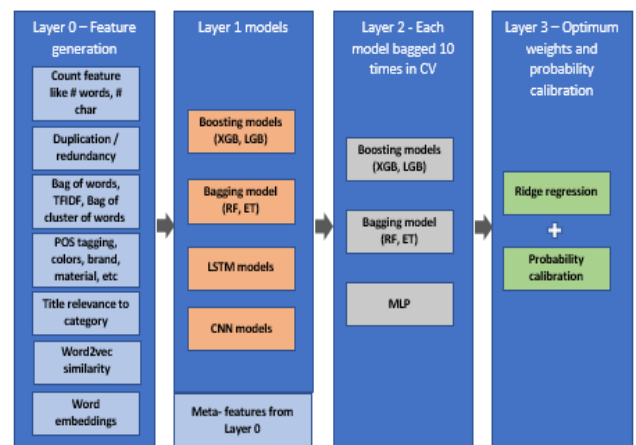 Layer 0 – Feature
generation
Count feature
like # words, #
char
Duplication /
redundancy
Bag of words,
TFIDF, Bag of
cluster of words
POS tagging,
colors, brand,
material, etc
Title relevance to
category
Word2vec
similarity
Word
embeddings
Layer 1 models
Boosting models
(XGB, LGB)
Bagging model
(RF, ET)
LSTM models
CNN models
Meta- features from
Layer 0
Layer 2 - Each
model bagged 10
times in CV
Boosting models
(XGB, LGB)
Bagging model
(RF, ET)
MLP
Layer 3 – Optimum
weights and
probability
calibration
Ridge regression
+
Probability
calibration